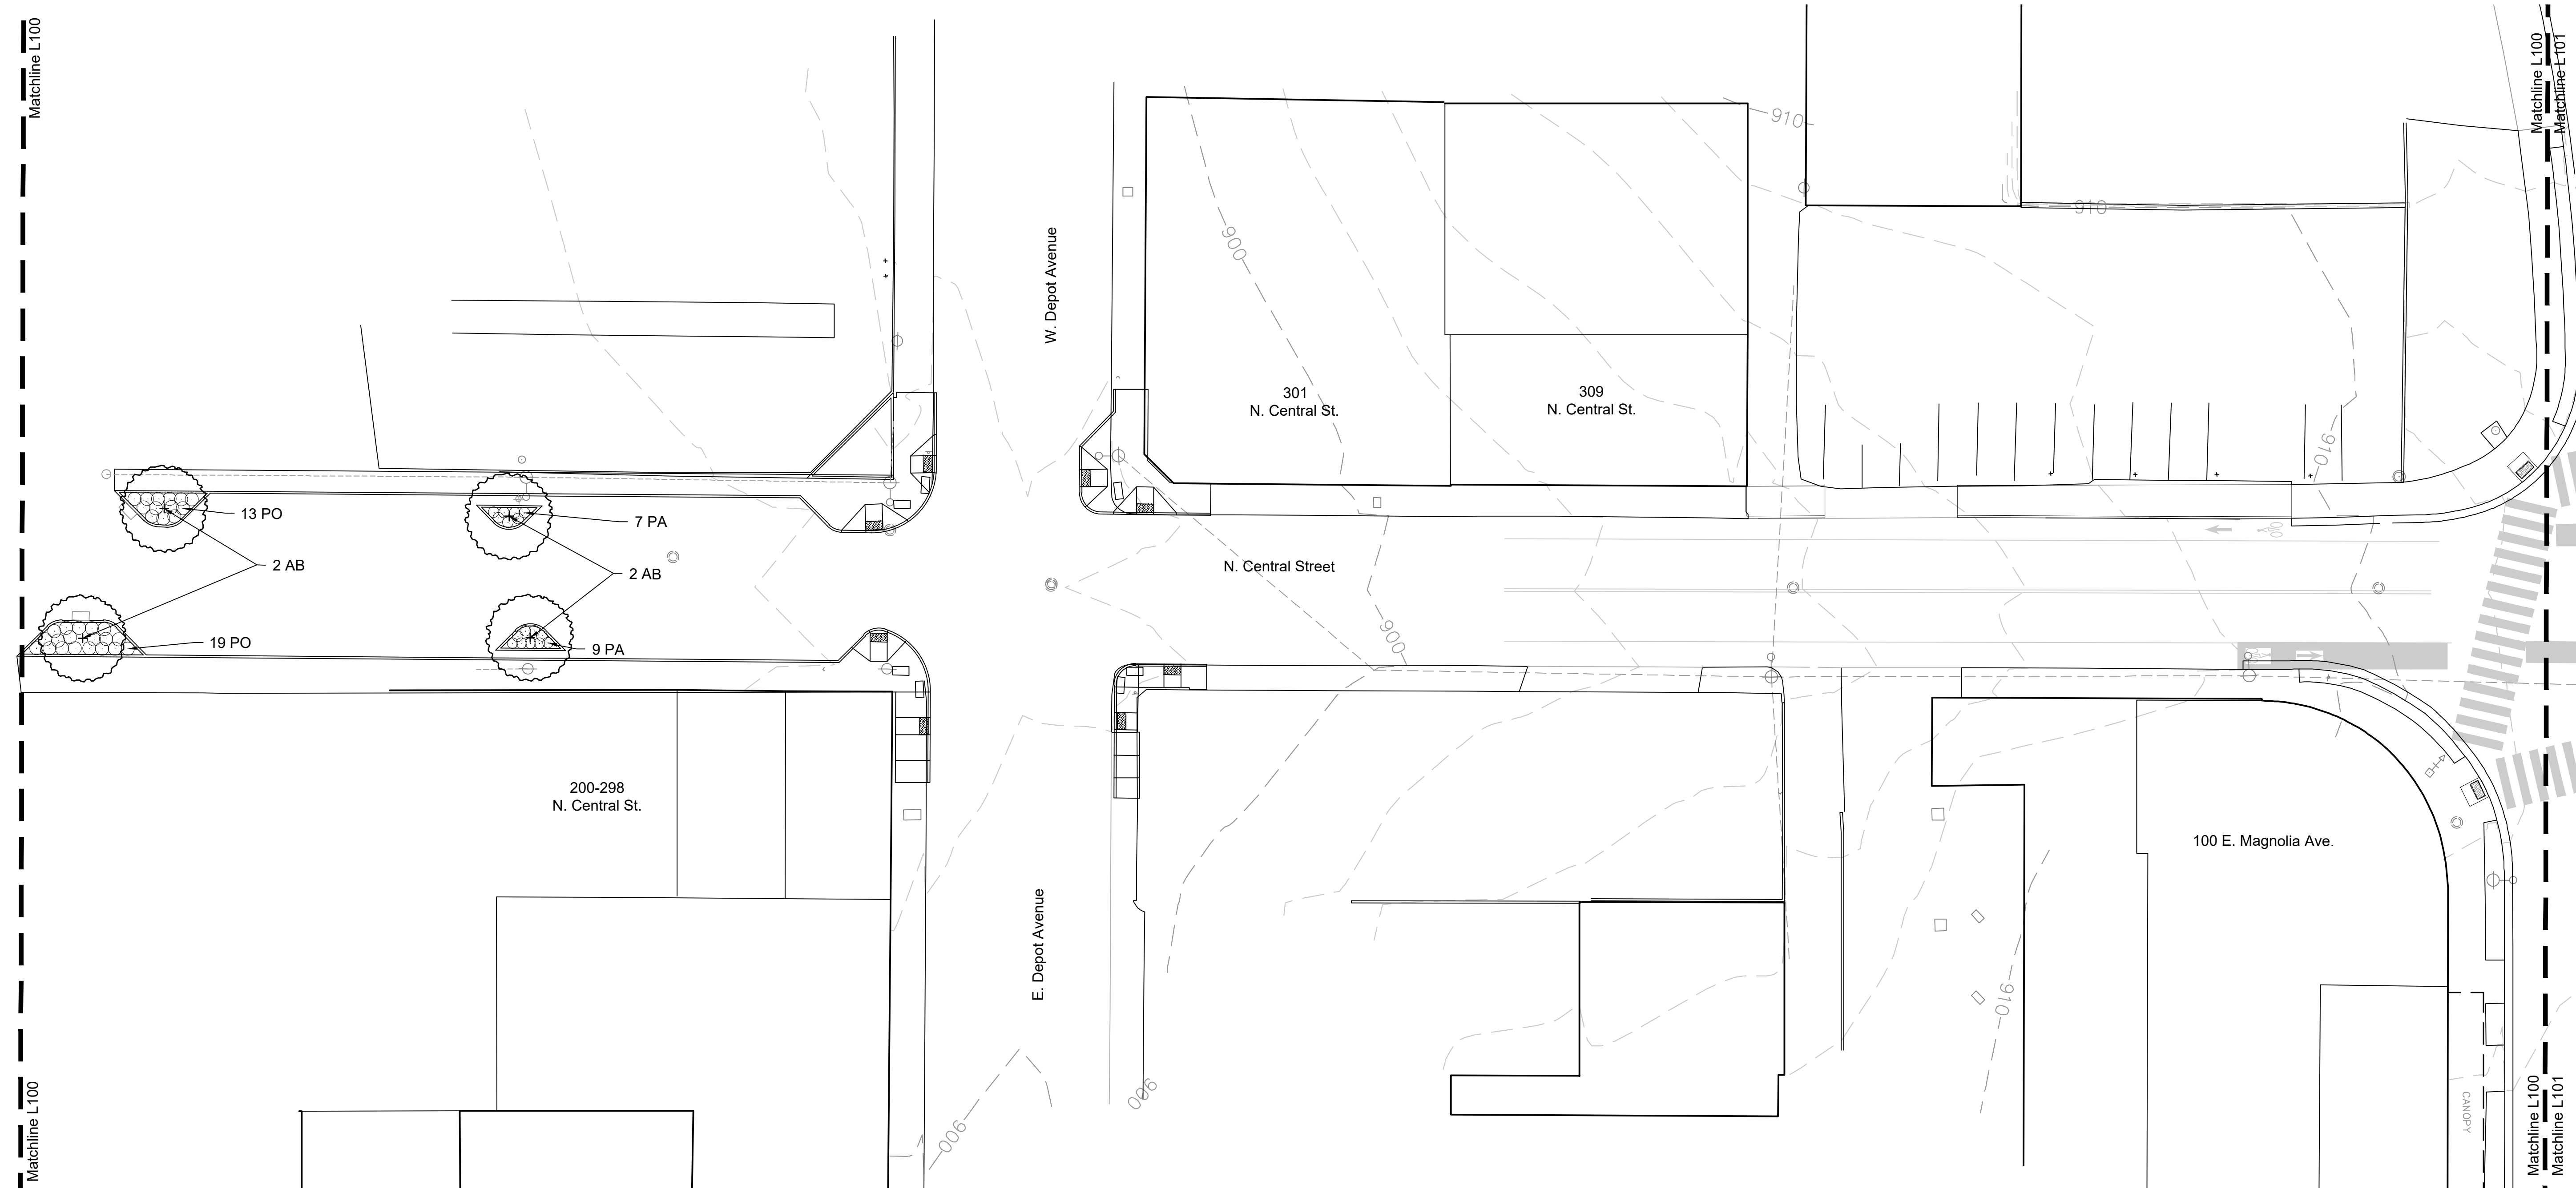 Matchline L100
Matchline L100
Matchline L101
910
910
W. Depot Avenue
900
301
N. Central St.
309
N. Central St.
910
13 PO
7 PA
2 AB
2 AB
N. Central Street
19 PO
9 PA
900
200-298
N. Central St.
100 E. Magnolia Ave.
E. Depot Avenue
910
900
900
CANOPY
Matchline L100
Matchline L100
Matchline L101